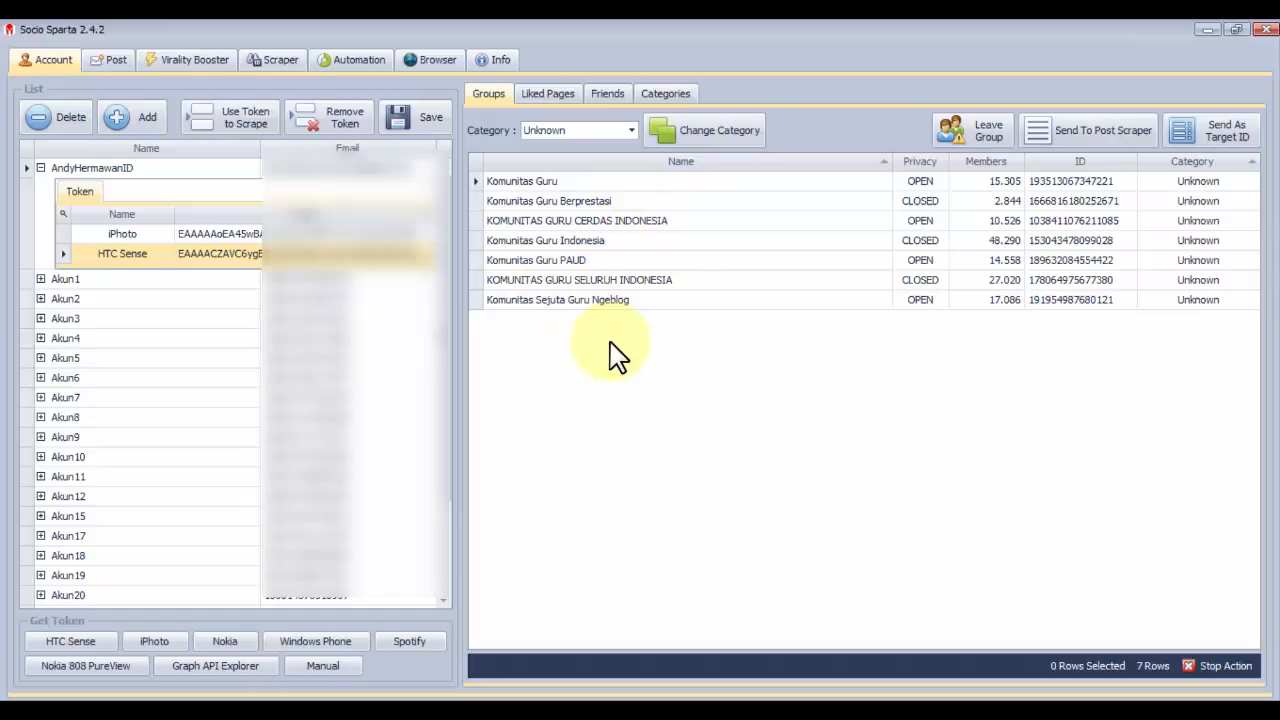 Socio Sparta 2.4.2
Account Post Virality Booster Scraper Automation Browser Info
List
Delete Add Use Token to Scrape Remove Token Save
Name Email
AndyHermawanID
Token
Name
iPhoto EAAAAAoEA45wBA
HTC Sense EAAAACZAVC6ygB
Akun1
Akun2
Akun3
Akun4
Akun5
Akun6
Akun7
Akun8
Akun9
Akun10
Akun11
Akun12
Akun15
Akun17
Akun18
Akun19
Akun20
Get Token
HTC Sense iPhoto Nokia Windows Phone Spotify
Nokia 808 PureView Graph API Explorer Manual
Groups Liked Pages Friends Categories
Category : Unknown Change Category Leave Group Send To Post Scraper Send As Target ID
Name Privacy Members ID Category
Komunitas Guru OPEN 15.305 193513067347221 Unknown
Komunitas Guru Berprestasi CLOSED 2.844 1666816180252671 Unknown
KOMUNITAS GURU CERDAS INDONESIA OPEN 10.526 1038411076211085 Unknown
Komunitas Guru Indonesia CLOSED 48.290 153043478099028 Unknown
Komunitas Guru PAUD OPEN 14.558 189632084554422 Unknown
KOMUNITAS GURU SELURUH INDONESIA CLOSED 27.020 178064975677380 Unknown
Komunitas Sejuta Guru Ngeblog OPEN 17.086 191954987680121 Unknown
0 Rows Selected 7 Rows Stop Action